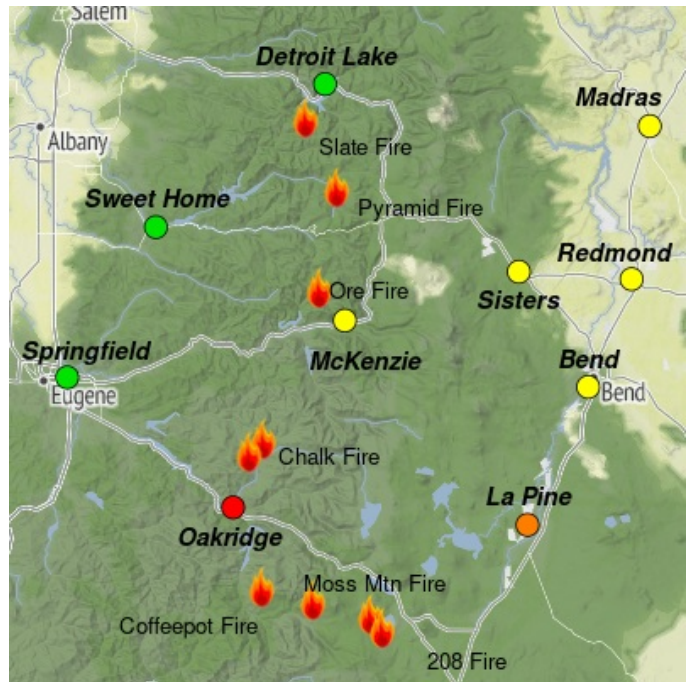 Salem
Detroit Lake
Madras
Albany
Slate Fire
Sweet Home
Pyramid Fire
Redmond
Ore Fire
Sisters
Springfield
McKenzie
Bend
Eugene
Bend
Chalk Fire
La Pine
Oakridge
Moss Mtn Fire
Coffeepot Fire
208 Fire